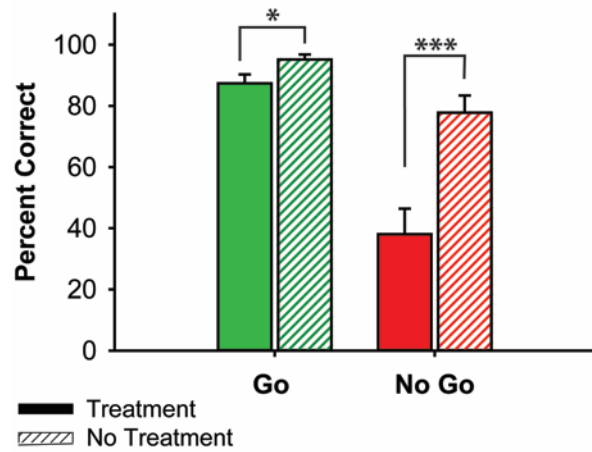 *
***
100
80
60
40
20
0
Percent Correct
Go No Go
Treatment
No Treatment